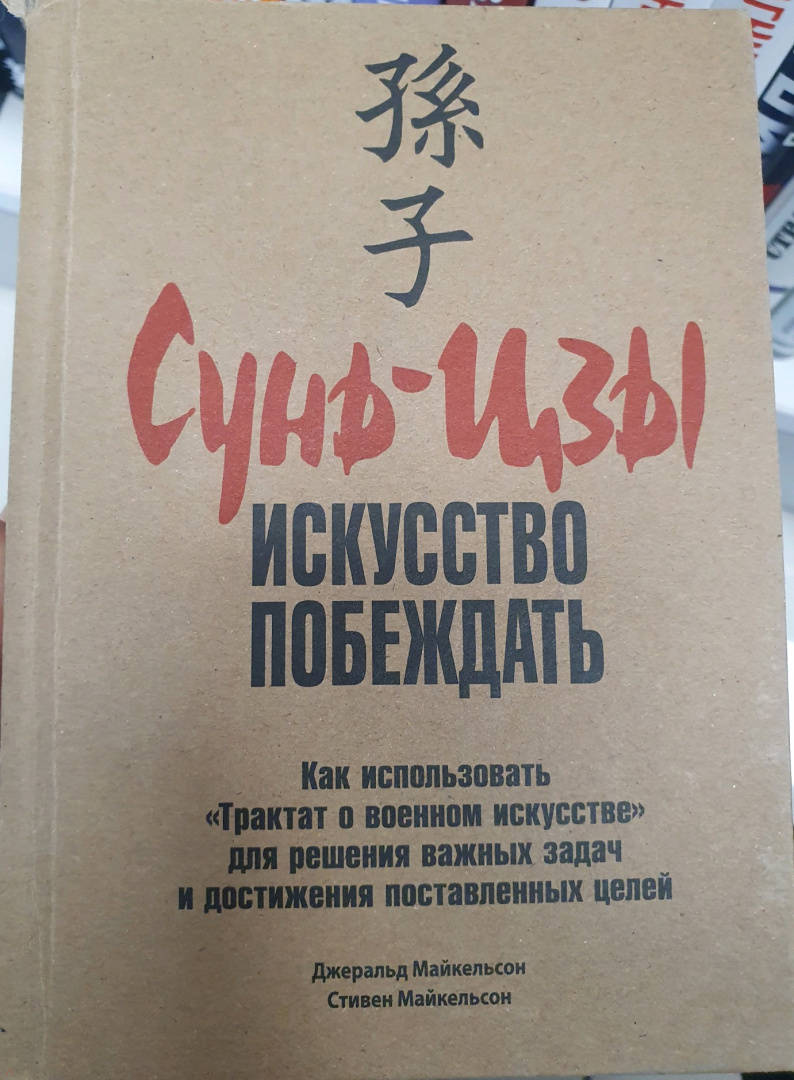 孫
子
Сунь-Цзы
ИСКУССТВО
ПОБЕЖДАТЬ
Как использовать
«Трактат о военном искусстве»
для решения важных задач
и достижения поставленных целей
Джеральд Майкельсон
Стивен Майкельсон